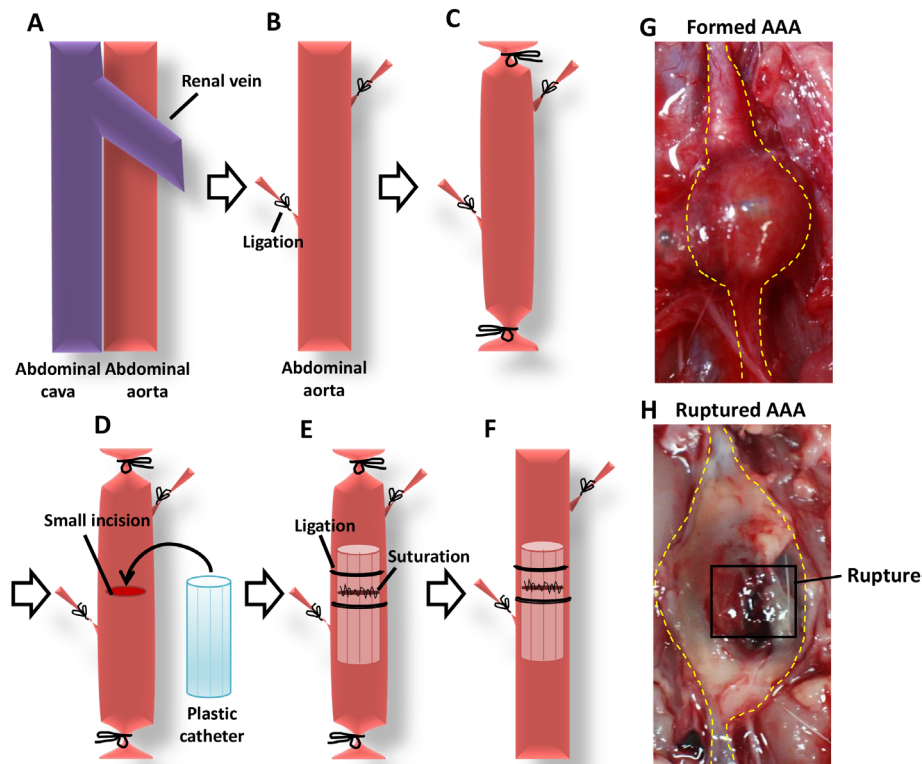 A
B
C
G
Formed AAA
Renal vein
Ligation
Abdominal
cava
Abdominal
aorta
Abdominal
aorta
D
E
F
H
Ruptured AAA
Small incision
Ligation
Suturation
Rupture
Plastic
catheter